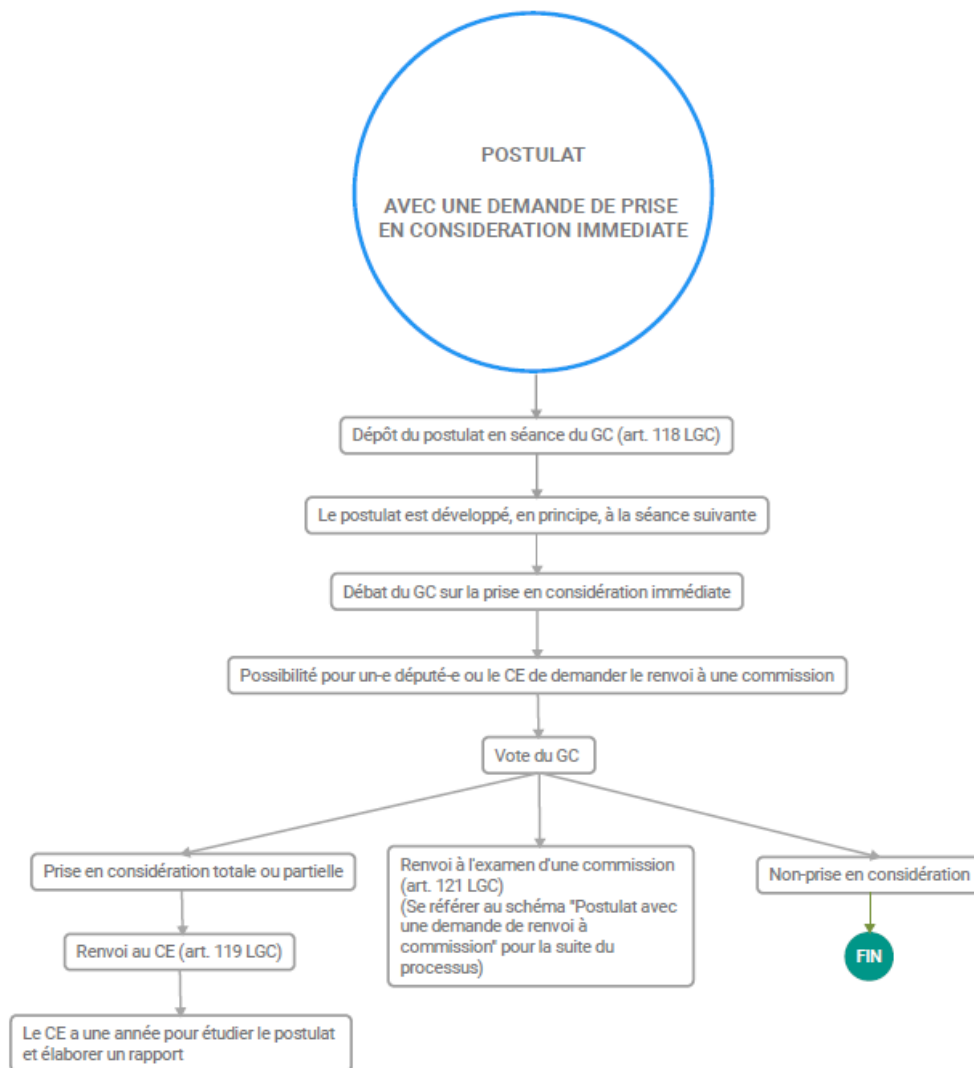 POSTULAT
AVEC UNE DEMANDE DE PRISE
EN CONSIDERATION IMMEDIATE
Dépôt du postulat en séance du GC (art. 118 LGC)
Le postulat est développé, en principe, à la séance suivante
Débat du GC sur la prise en considération immédiate
Possibilité pour un-e député-e ou le CE de demander le renvoi à une commission
Vote du GC
Prise en considération totale ou partielle
Renvoi au CE (art. 119 LGC)
Le CE a une année pour étudier le postulat
et élaborer un rapport
Renvoi à l'examen d'une commission
(art. 121 LGC)
(Se référer au schéma "Postulat avec
une demande de renvoi à
commission" pour la suite du
processus)
Non-prise en considération
FIN